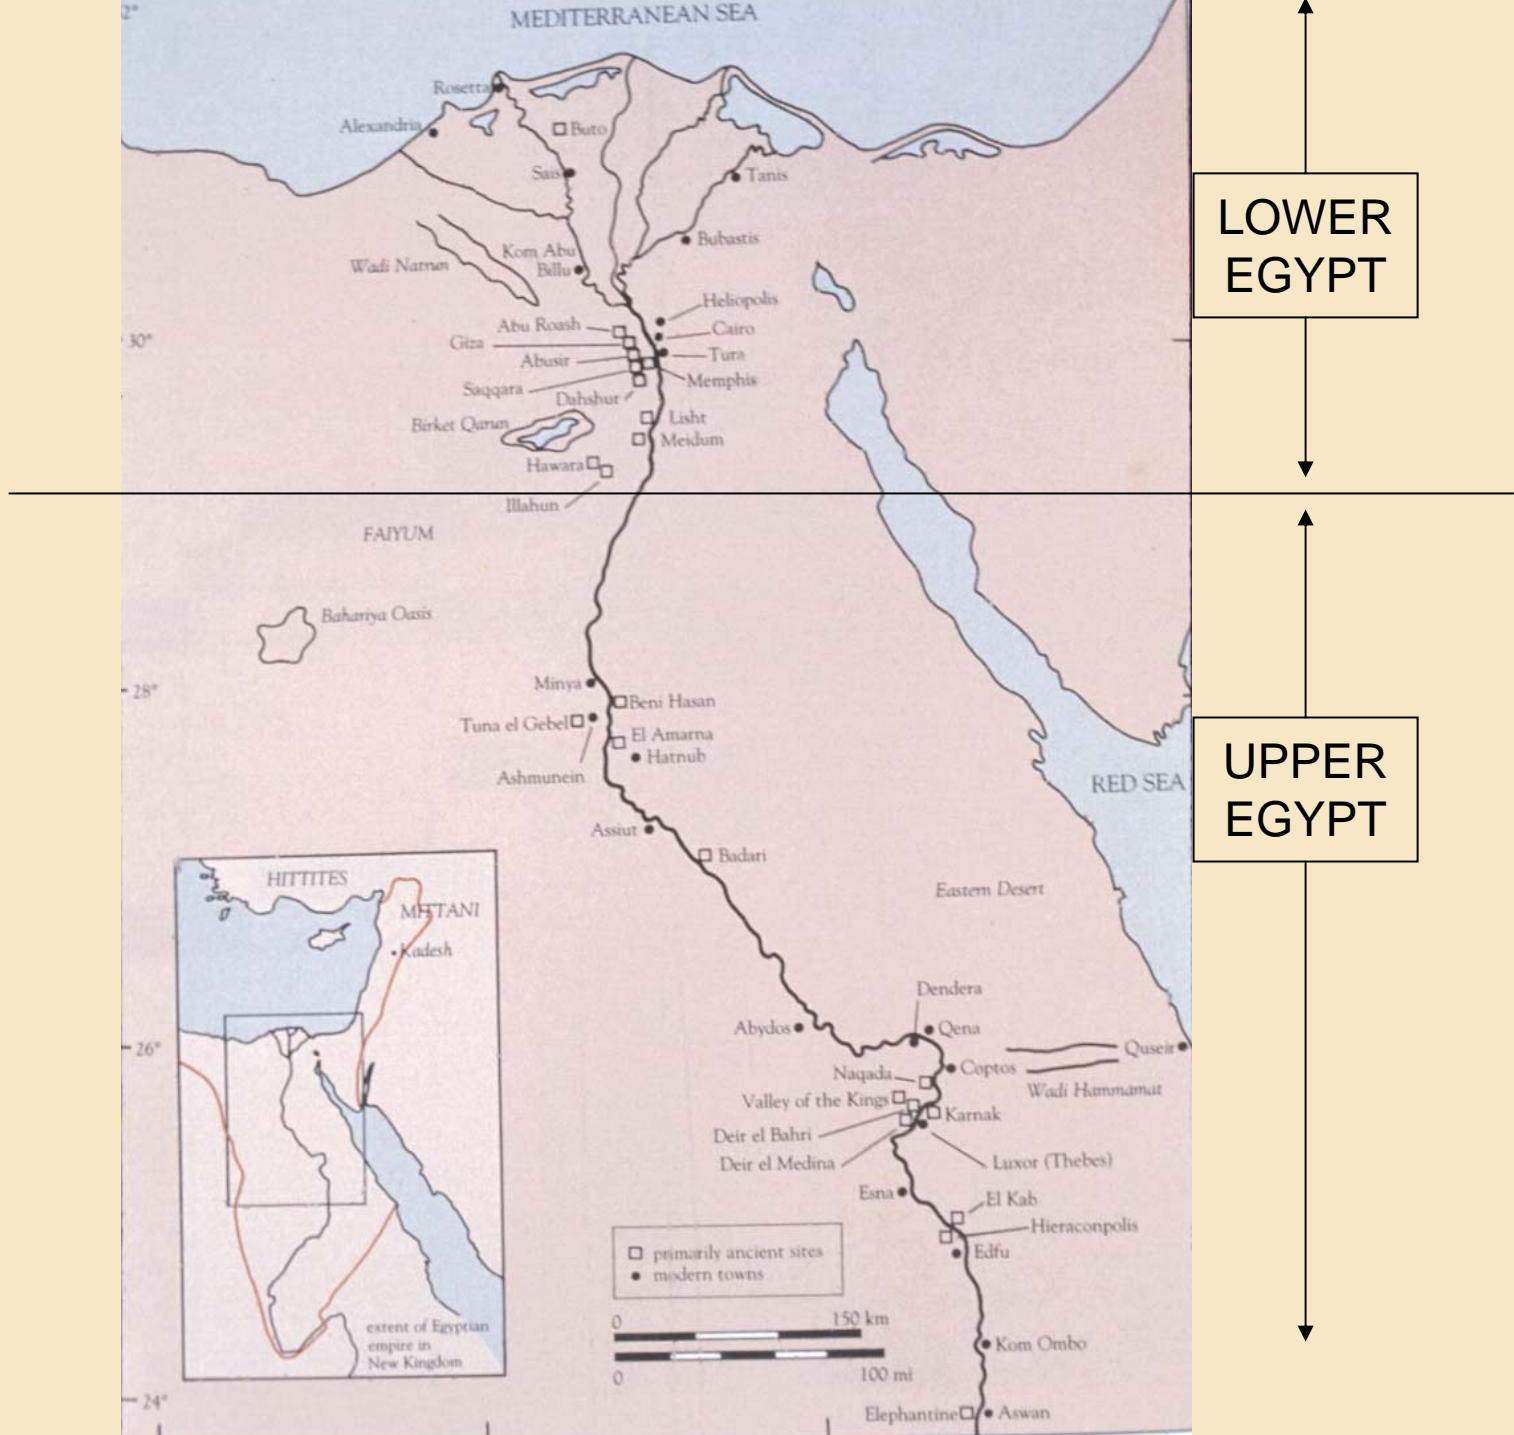 2°
MEDITERRANEAN SEA
Rosetta
Alexandria
Buto
Sais
Tanis
LOWER
EGYPT
Bubastis
Kom Abu
Billu
Wadi Natrun
Heliopolis
Abu Roash
Cairo
30°
Giza
Tura
Abusir
Memphis
Saqqara
Dahshur
Lisht
Birket Qarun
Meidum
Hawara
Illahun
FAIYUM
Bahariya Oasis
28°
Minya
Beni Hasan
Tuna el Gebel
El Amarna
Hatnub
Ashmunein
UPPER
EGYPT
RED SEA
Assiut
Badari
Eastern Desert
HITTITES
MITTANI
Kadesh
Dendera
Abydos
Qena
26°
Quseir
Coptos
Naqada
Wadi Hammamat
Valley of the Kings
Karnak
Deir el Bahri
Deir el Medina
Luxor (Thebes)
Esna
El Kab
Hieraconpolis
Edfu
primarily ancient sites
modern towns
0 150 km
0 100 mi
extent of Egyptian
empire in
New Kingdom
Kom Ombo
24°
Elephantine
Aswan